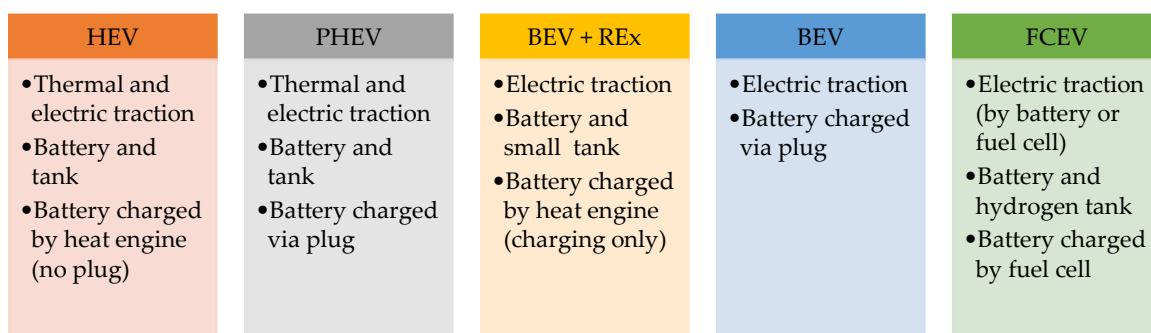 HEV
•Thermal and
electric traction
•Battery and
tank
•Battery charged
by heat engine
(no plug)
PHEV
•Thermal and
electric traction
•Battery and
tank
•Battery charged
via plug
BEV + REx
•Electric traction
•Battery and
small tank
•Battery charged
by heat engine
(charging only)
BEV
•Electric traction
•Battery charged
via plug
FCEV
•Electric traction
(by battery or
fuel cell)
•Battery and
hydrogen tank
•Battery charged
by fuel cell